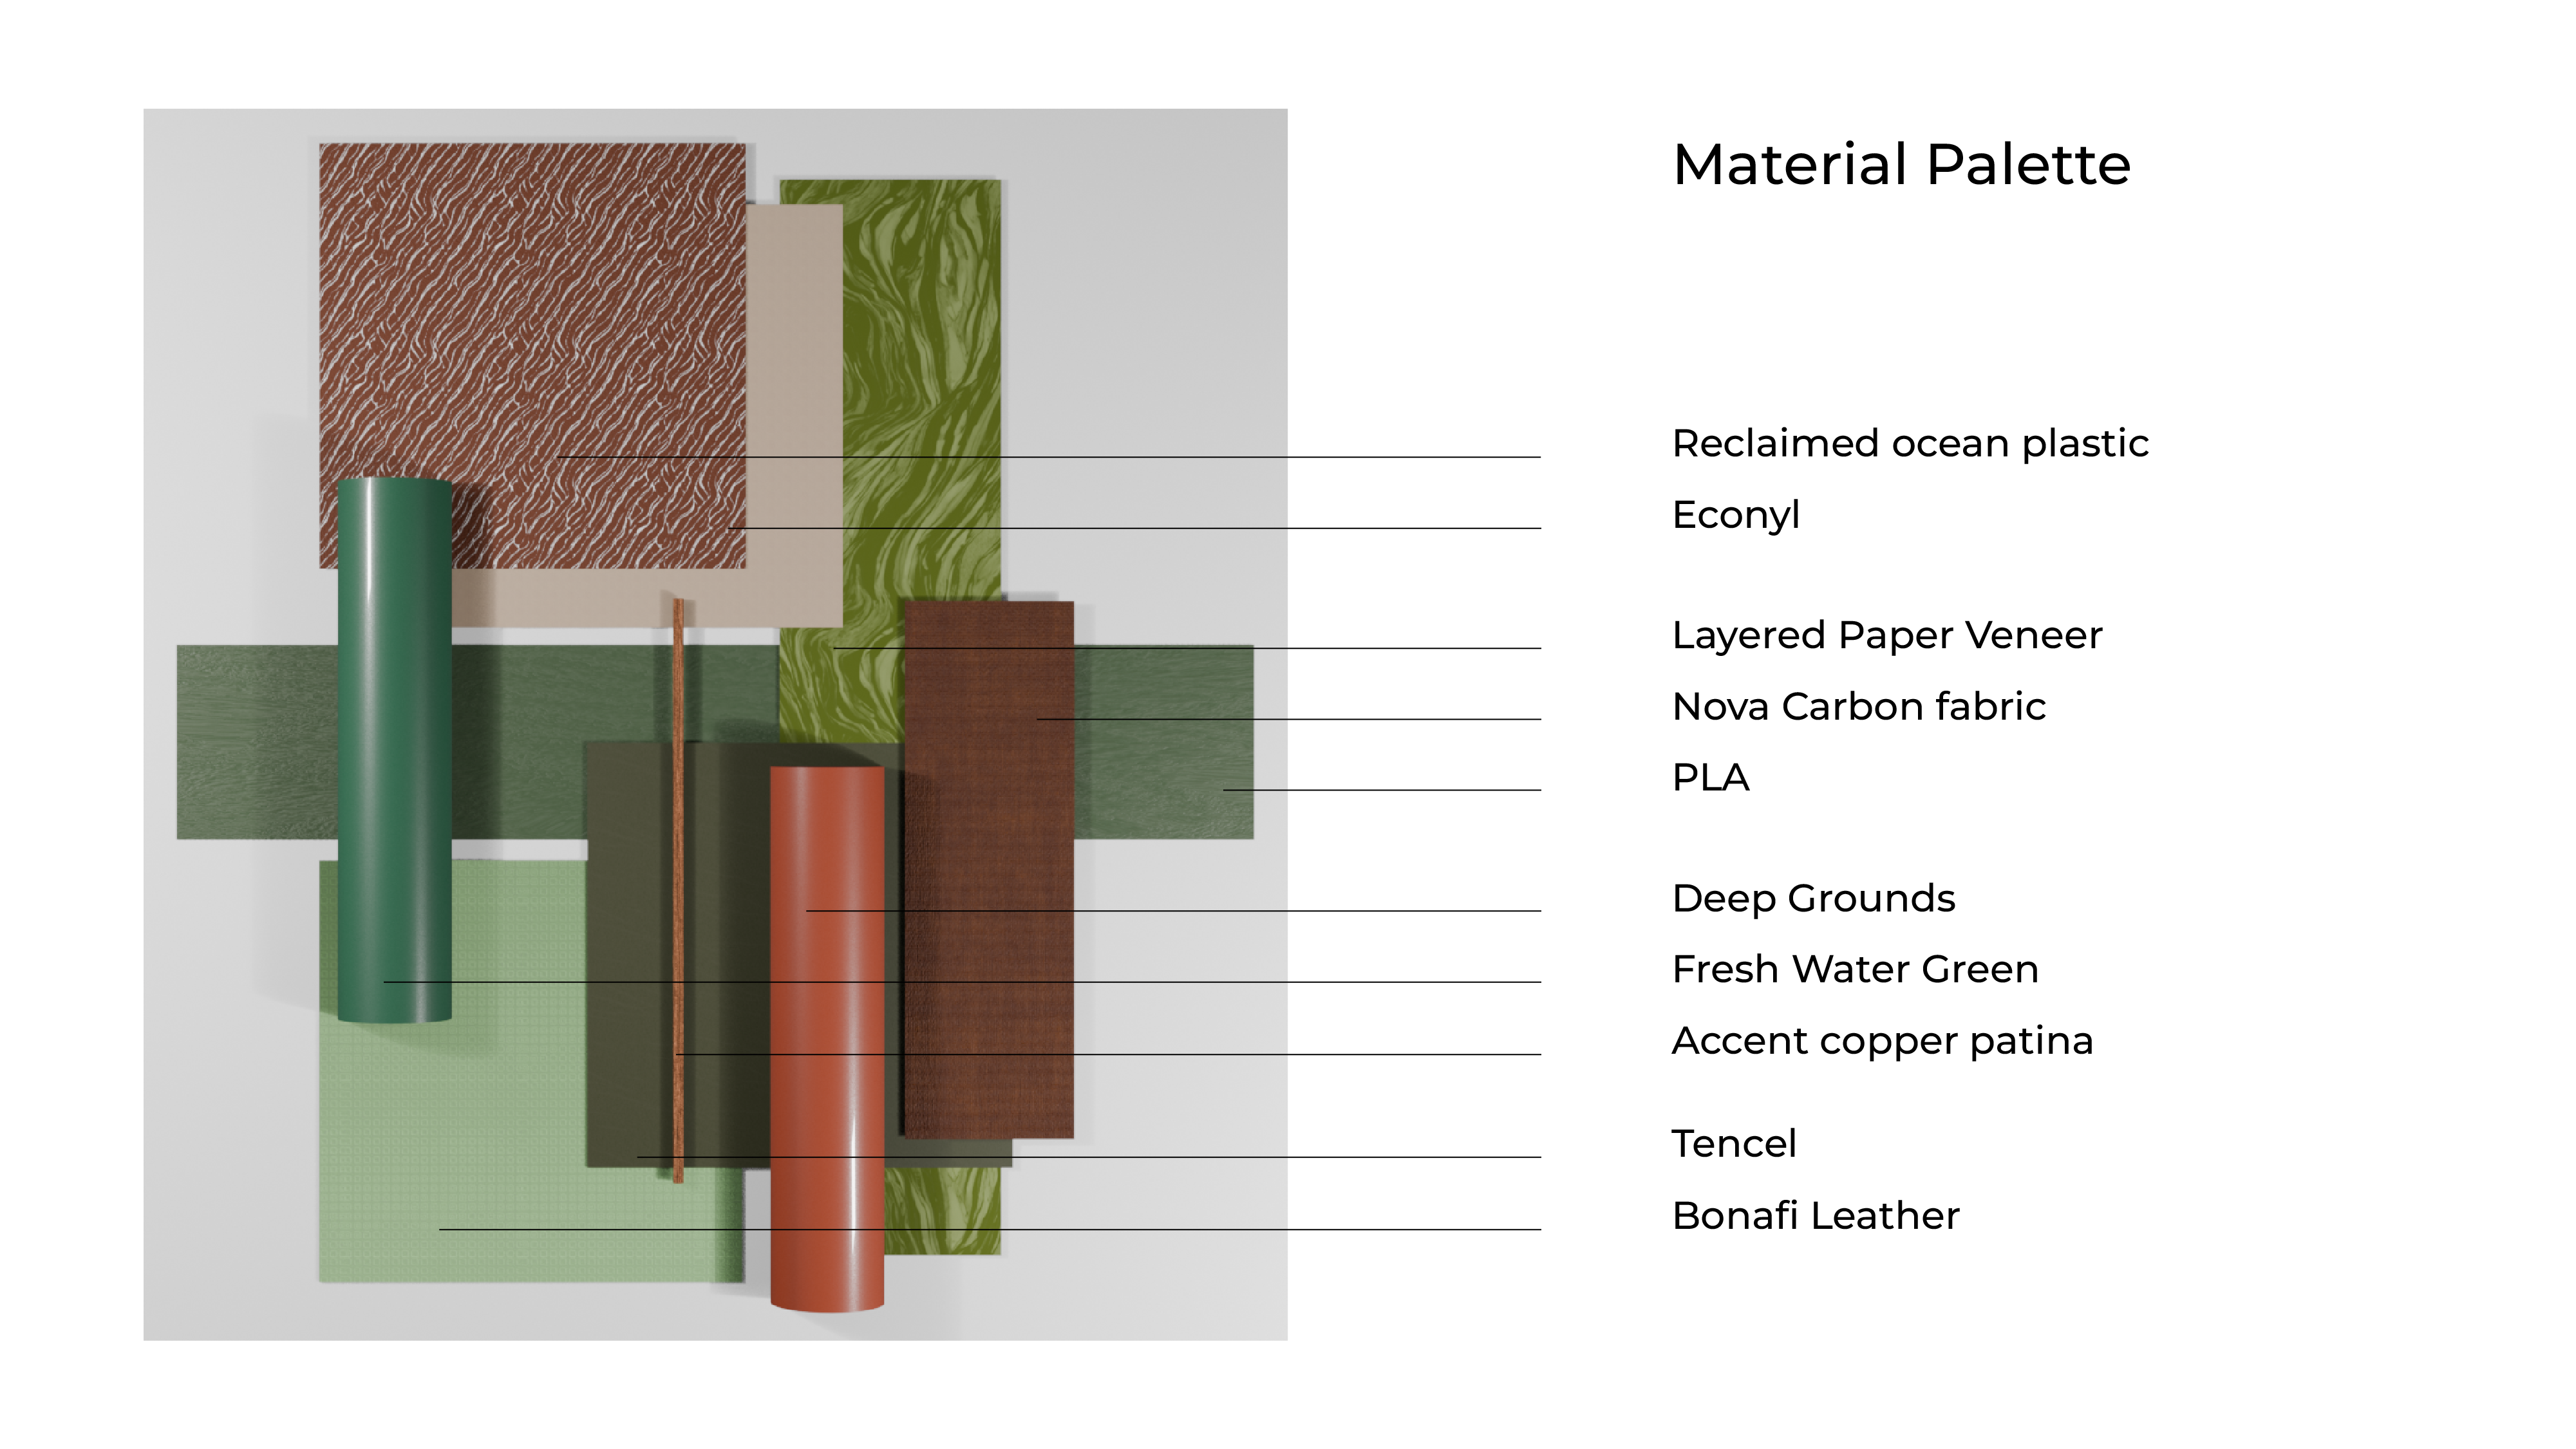 Material Palette
Reclaimed ocean plastic
Econyl
Layered Paper Veneer
Nova Carbon fabric
PLA
Deep Grounds
Fresh Water Green
Accent copper patina
Tencel
Bonafi Leather